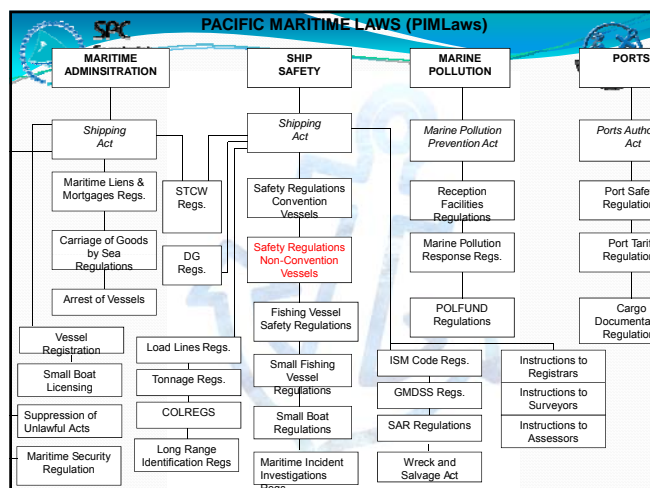 PACIFIC MARITIME LAWS (PIMLaws)
SPC
MARITIME
ADMINSITRATION
SHIP
SAFETY
MARINE
POLLUTION
PORTS
Shipping
Act
Shipping
Act
Marine Pollution
Prevention Act
Ports Autho
Act
Maritime Liens &
Mortgages Regs.
STCW
Regs.
Safety Regulations
Convention
Vessels
Reception
Facilities
Regulations
Port Safe
Regulation
Carriage of Goods
by Sea
Regulations
DG
Regs.
Safety Regulations
Non-Convention
Vessels
Marine Pollution
Response Regs.
Port Tarif
Regulation
Arrest of Vessels
Fishing Vessel
Safety Regulations
POLFUND
Regulations
Cargo
Documenta
Regulation
Vessel
Registration
Load Lines Regs.
Small Fishing
Vessel
Regulations
ISM Code Regs.
Instructions to
Registrars
Small Boat
Licensing
Tonnage Regs.
GMDSS Regs.
Instructions to
Surveyors
Suppression of
Unlawful Acts
COLREGS
Small Boat
Regulations
SAR Regulations
Instructions to
Assessors
Maritime Security
Regulation
Long Range
Identification Regs
Maritime Incident
Investigations
Regs
Wreck and
Salvage Act